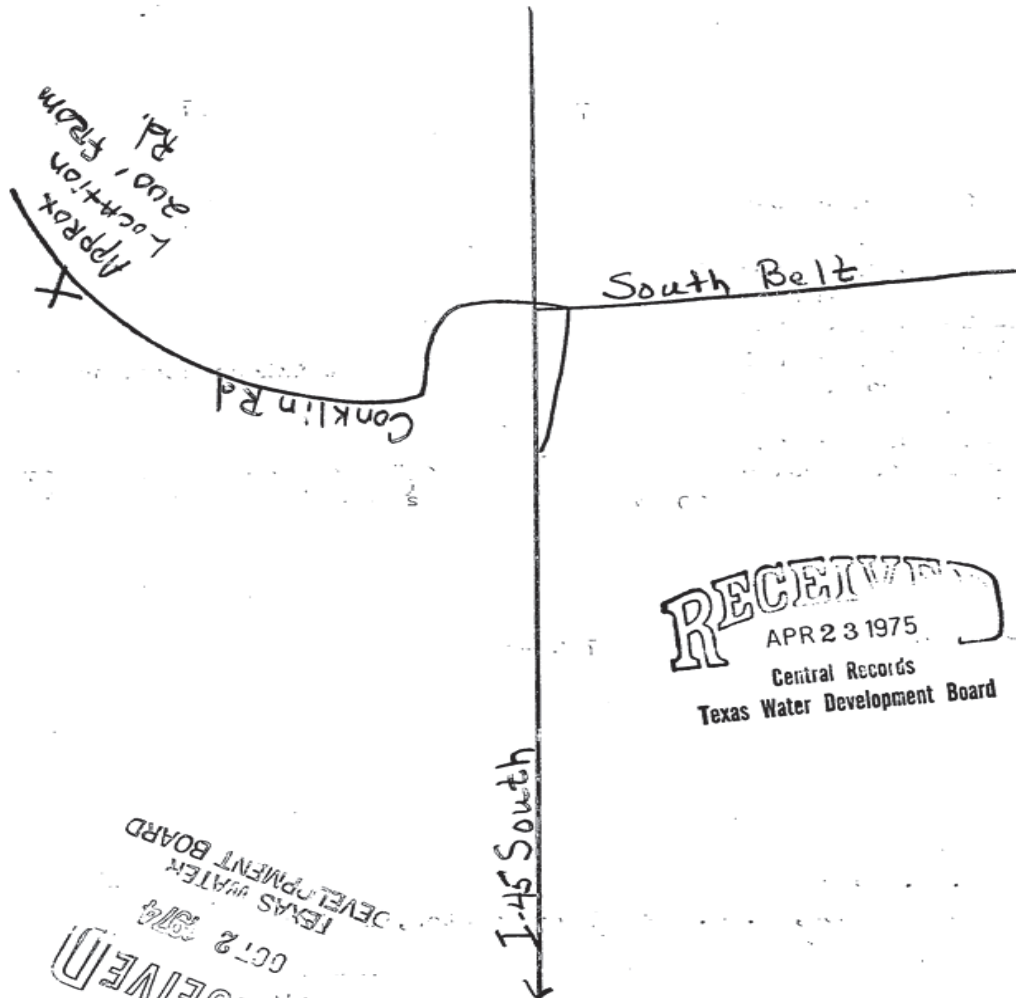 APPROX.
LOCATION
200' FROM
Rd.
South Belt
Conklin Rd
RECEIVED
APR 23 1975
Central Records
Texas Water Development Board
I-45 South
OCT 2 1974
TEXAS WATER
DEVELOPMENT BOARD